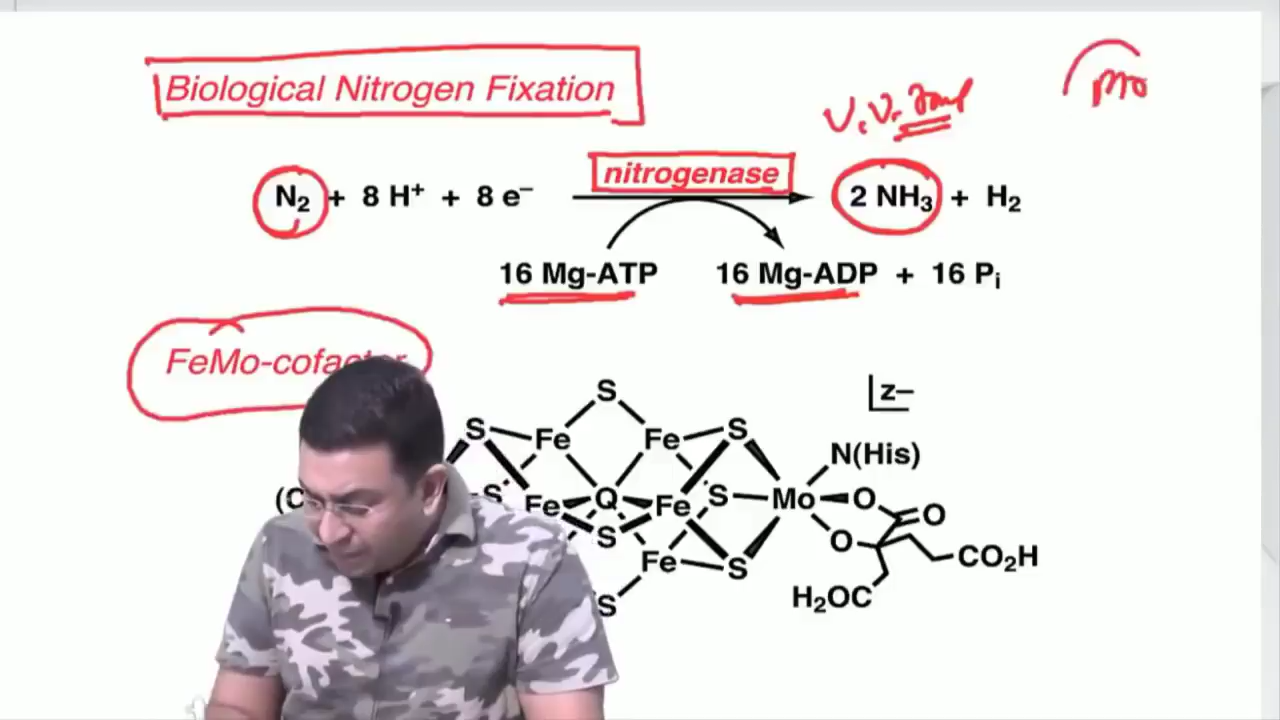 Biological Nitrogen Fixation
V. V. Imp
Mo
nitrogenase
N₂ + 8 H⁺ + 8 e⁻ 2 NH₃ + H₂
16 Mg-ATP 16 Mg-ADP + 16 Pᵢ
FeMo-cofactor
z–
S
S Fe Fe S N(His)
(C S Fe Q Fe S Mo O O
S O CO₂H
Fe S
S H₂OC